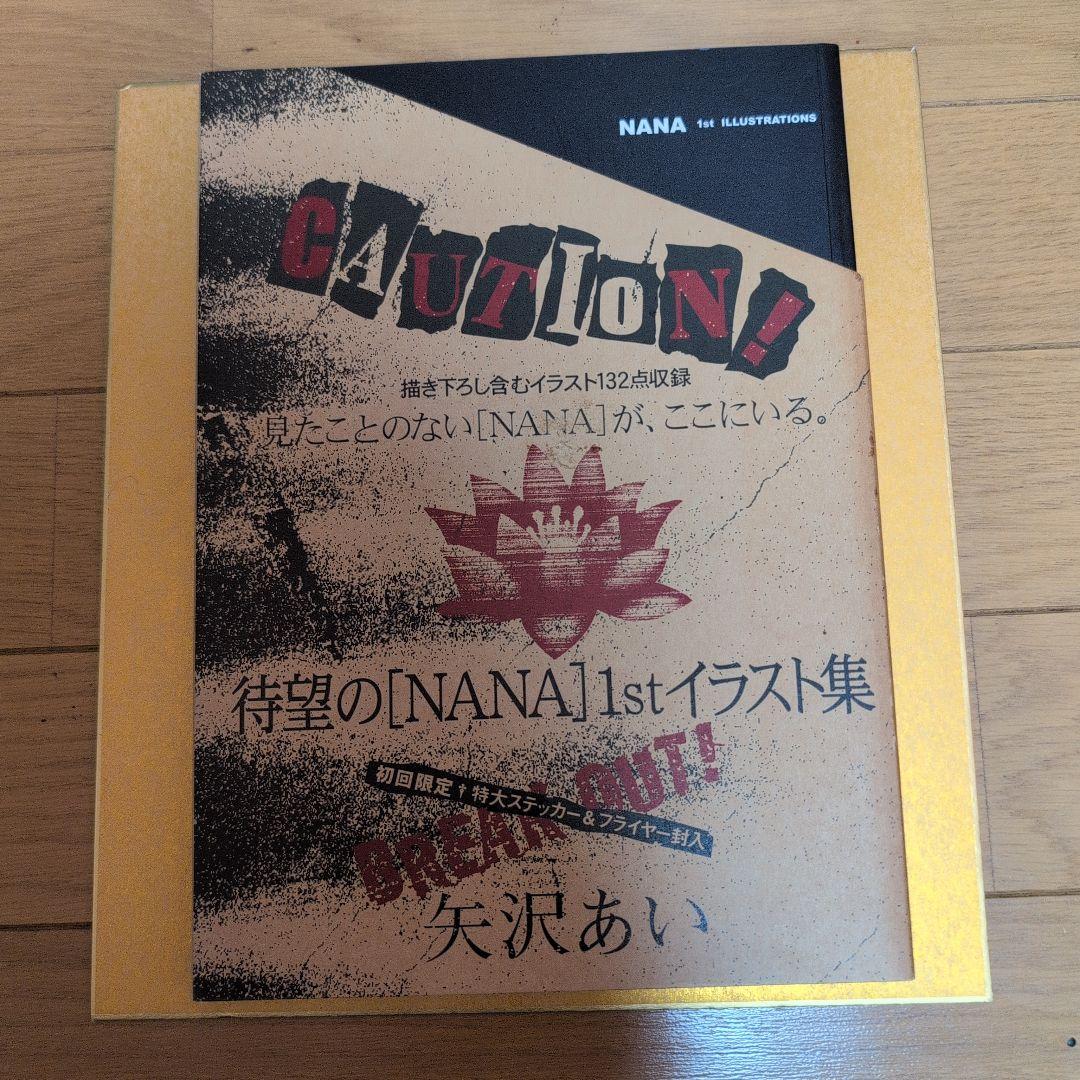 NANA 1st ILLUSTRATIONS
CAUTION!
描き下ろし含むイラスト132点収録
見たことのない[NANA]が、ここにいる。
待望の[NANA]1stイラスト集
BREAK OUT!
初回限定†特大ステッカー&フライヤー封入
矢沢あい